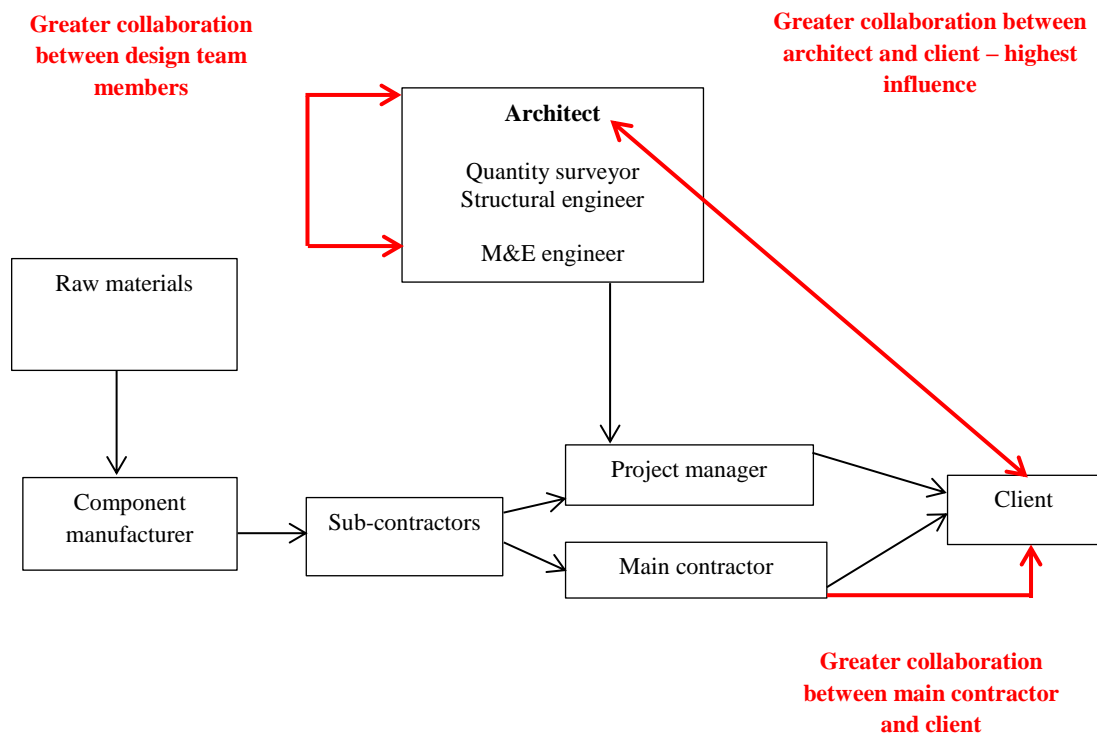 Greater collaboration
between design team
members
Greater collaboration between
architect and client – highest
influence
Architect
Quantity surveyor
Structural engineer
M&E engineer
Raw materials
Component
manufacturer
Sub-contractors
Project manager
Main contractor
Client
Greater collaboration
between main contractor
and client